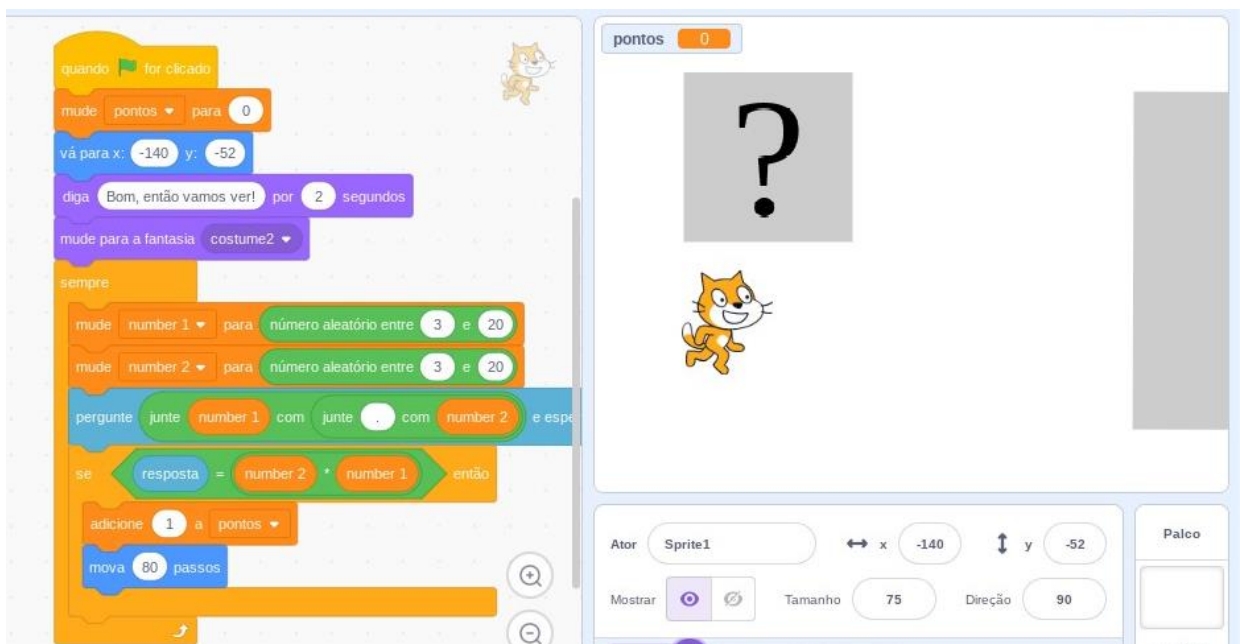 quando for clicado
mude pontos para 0
vá para x: -140 y: -52
diga Bom, então vamos ver! por 2 segundos
mude para a fantasia costume2
sempre
mude number 1 para número aleatório entre 3 e 20
mude number 2 para número aleatório entre 3 e 20
pergunte junte number 1 com junte . com number 2 e espe
se resposta = number 2 * number 1 então
adicione 1 a pontos
mova 80 passos
pontos 0
?
Ator Sprite1 x -140 y -52
Mostrar Tamanho 75 Direção 90
Palco